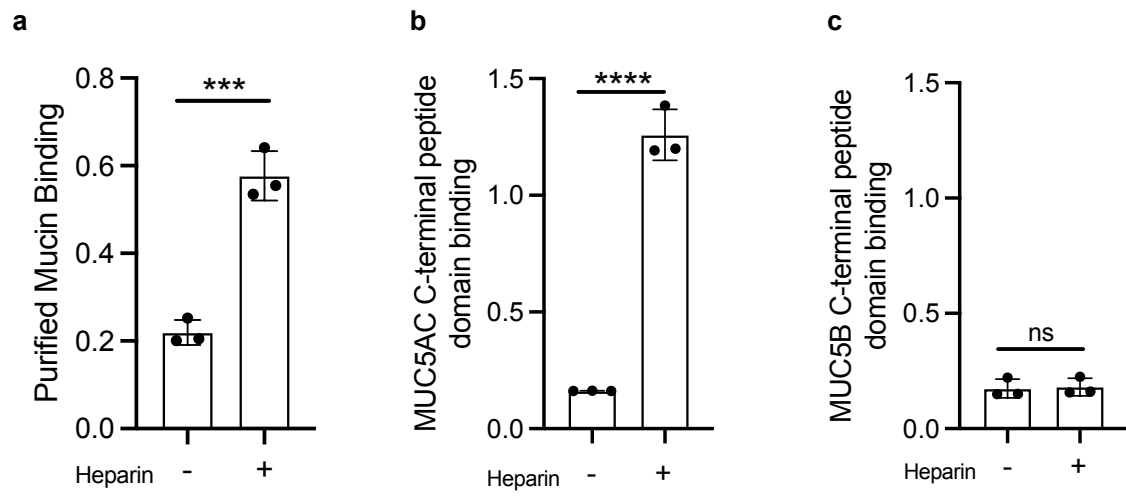 a
***
0.8
0.6
0.4
0.2
0.0
Purified Mucin Binding
Heparin - +
b
****
1.5
1.0
0.5
0.0
MUC5AC C-terminal peptide
domain binding
Heparin - +
c
1.5
1.0
0.5
0.0
ns
MUC5B C-terminal peptide
domain binding
Heparin - +